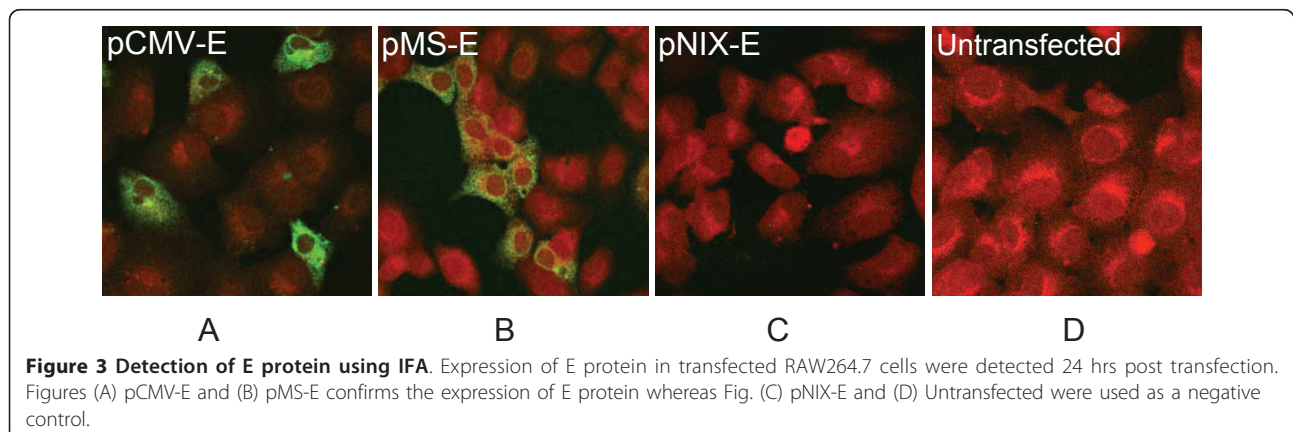 pCMV-E
pMS-E
pNIX-E
Untransfected
A
B
C
D
Figure 3 Detection of E protein using IFA. Expression of E protein in transfected RAW264.7 cells were detected 24 hrs post transfection.
Figures (A) pCMV-E and (B) pMS-E confirms the expression of E protein whereas Fig. (C) pNIX-E and (D) Untransfected were used as a negative
control.